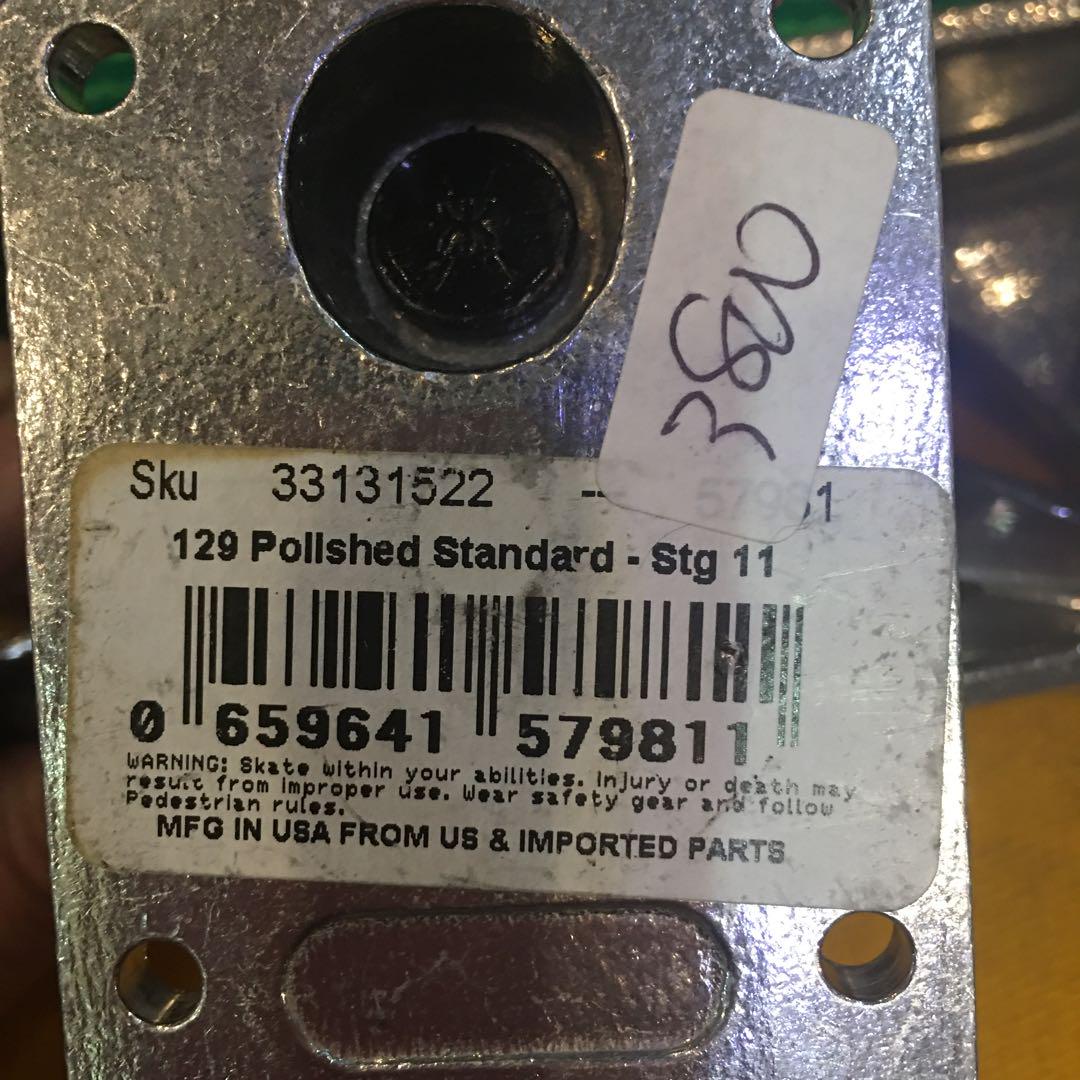 3800
Sku 33131522 -- 57981
129 Polished Standard - Stg 11
0 659641 579811
WARNING: Skate within your abilities. Injury or death may
result from improper use. Wear safety gear and follow
Pedestrian rules.
MFG IN USA FROM US & IMPORTED PARTS